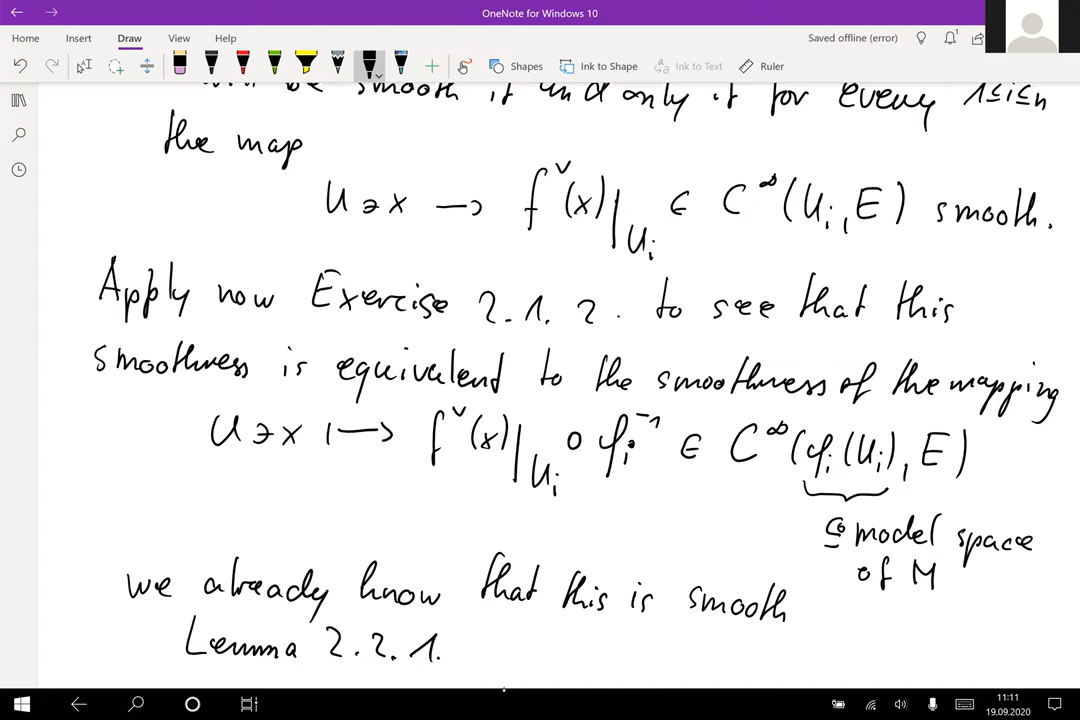 OneNote for Windows 10
Home Insert Draw View Help
Saved offline (error)
Shapes Ink to Shape Ink to Text Ruler
be smooth if and only if for every 1≤i≤n
the map
U∋x → f^∨(x)|_{U_i} ∈ C^∞(U_i, E) smooth.
Apply now Exercise 2.1.2. to see that this
smoothness is equivalent to the smoothness of the mapping
U∋x ↦ f^∨(x)|_{U_i} ∘ φ_i^{-1} ∈ C^∞(φ_i(U_i), E)
⊆ model space
of M
we already know that this is smooth
Lemma 2.2.1.
11:11
19.09.2020